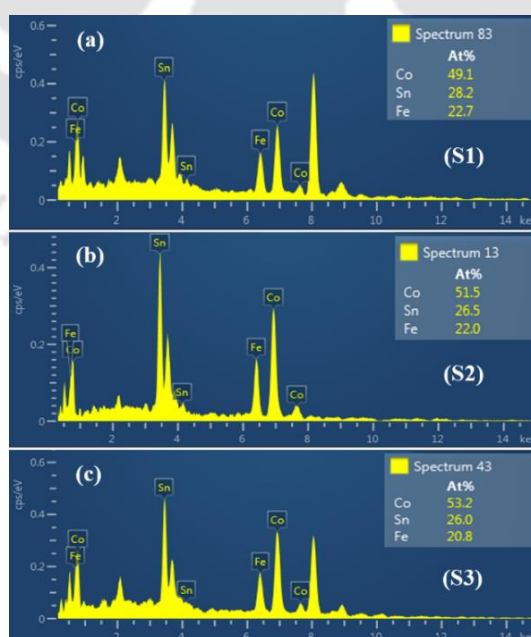 (a)
Spectrum 83
At%
Co 49.1
Sn 28.2
Fe 22.7
(S1)
cps/eV
0.6
0.4
0.2
0
Sn
Co
Fe
Sn
Fe
Co
Co
2 4 6 8 10 12 14 ke
(b)
Spectrum 13
At%
Co 51.5
Sn 26.5
Fe 22.0
(S2)
cps/eV
0.4
0.2
0
Sn
Fe
Co
Sn
Fe
Co
Co
2 4 6 8 10 12 14 ke
(c)
Spectrum 43
At%
Co 53.2
Sn 26.0
Fe 20.8
(S3)
cps/eV
0.6
0.4
0.2
0
Sn
Co
Fe
Sn
Fe
Co
Co
2 4 6 8 10 12 14 ke